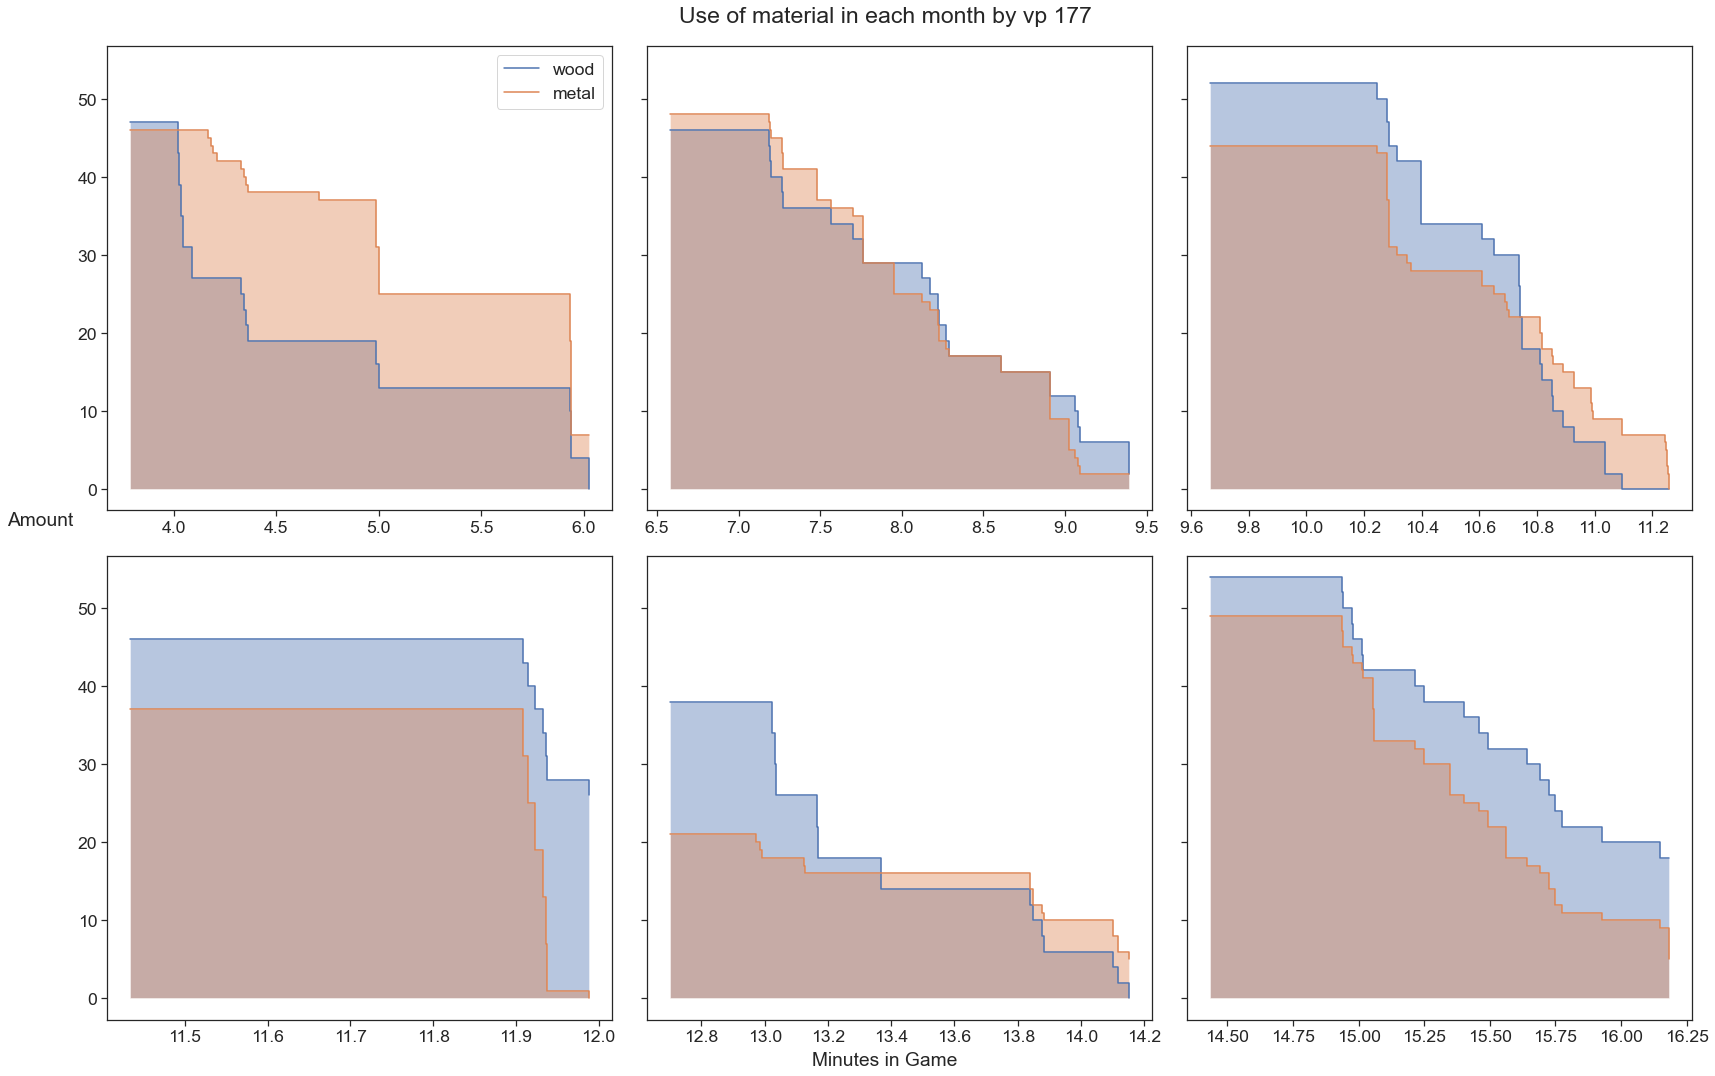 Use of material in each month by vp 177
wood
metal
50
40
30
20
10
0
4.0 4.5 5.0 5.5 6.0
6.5 7.0 7.5 8.0 8.5 9.0 9.5
9.6 9.8 10.0 10.2 10.4 10.6 10.8 11.0 11.2
Amount
50
40
30
20
10
0
11.5 11.6 11.7 11.8 11.9 12.0
12.8 13.0 13.2 13.4 13.6 13.8 14.0 14.2
14.50 14.75 15.00 15.25 15.50 15.75 16.00 16.25
Minutes in Game